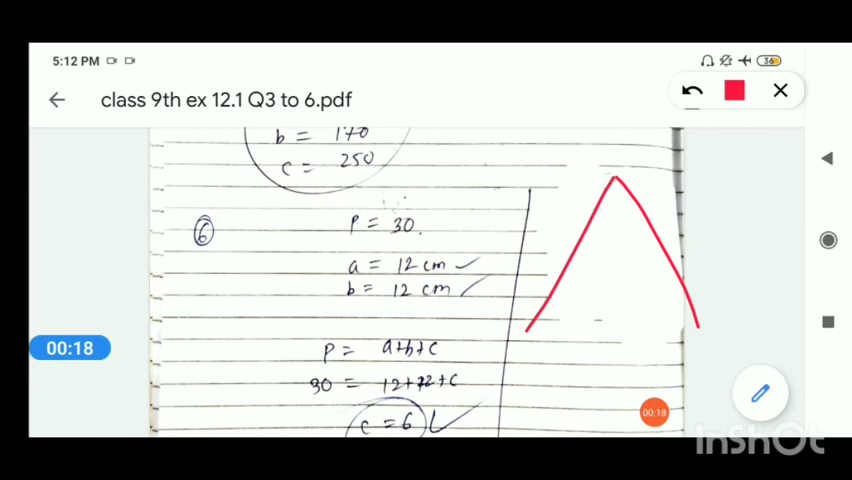 5:12 PM
36
class 9th ex 12.1 Q3 to 6.pdf
b = 170
c = 250
6
P = 30.
a = 12 cm
b = 12 cm
P = a+b+c
30 = 12+12+c
c = 6
00:18
00:18
InShOt